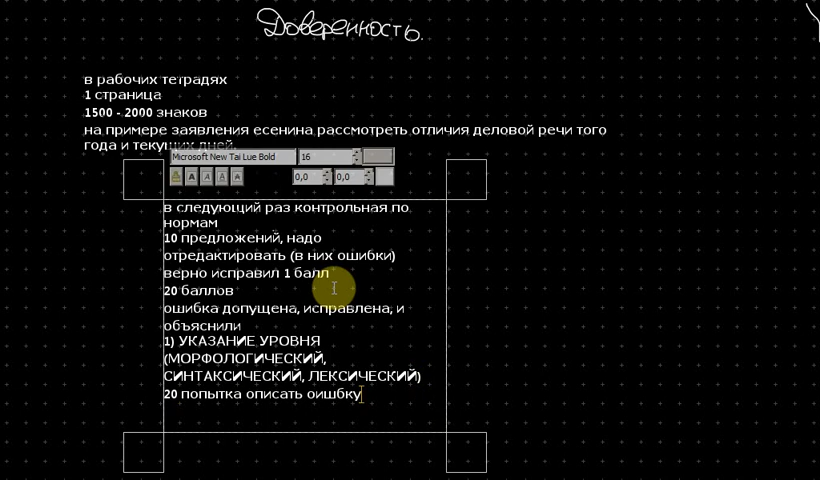 Доверенность.
в рабочих тетрадях
1 страница
1500 - 2000 знаков
на примере заявления есенина рассмотреть отличия деловой речи того
года и текущих дней.
Microsoft New Tai Lue Bold 16
A A A A 0,0 0,0
в следующий раз контрольная по
нормам
10 предложений, надо
отредактировать (в них ошибки)
верно исправил 1 балл
20 баллов
ошибка допущена, исправлена, и
объяснили
1) УКАЗАНИЕ УРОВНЯ
(МОРФОЛОГИЧЕСКИЙ,
СИНТАКСИЧЕСКИЙ, ЛЕКСИЧЕСКИЙ)
20 попытка описать оишбку